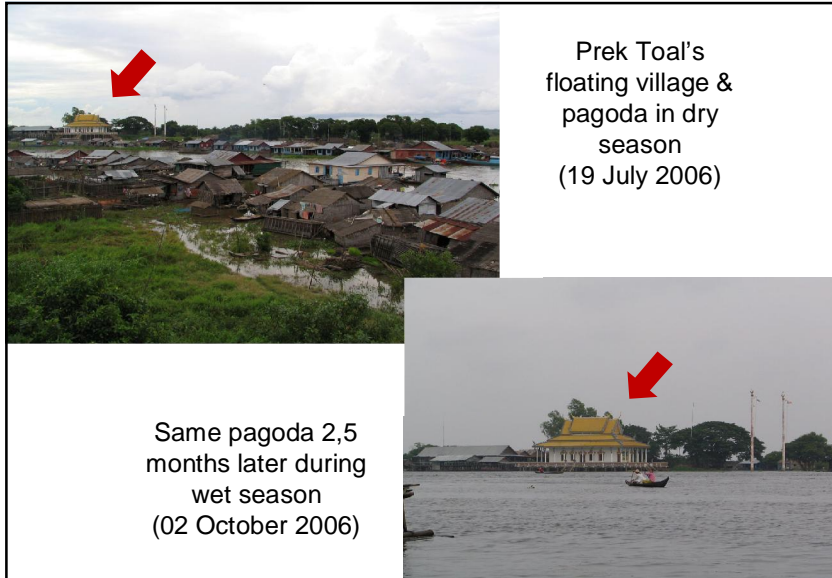 Prek Toal's
floating village &
pagoda in dry
season
(19 July 2006)
Same pagoda 2,5
months later during
wet season
(02 October 2006)